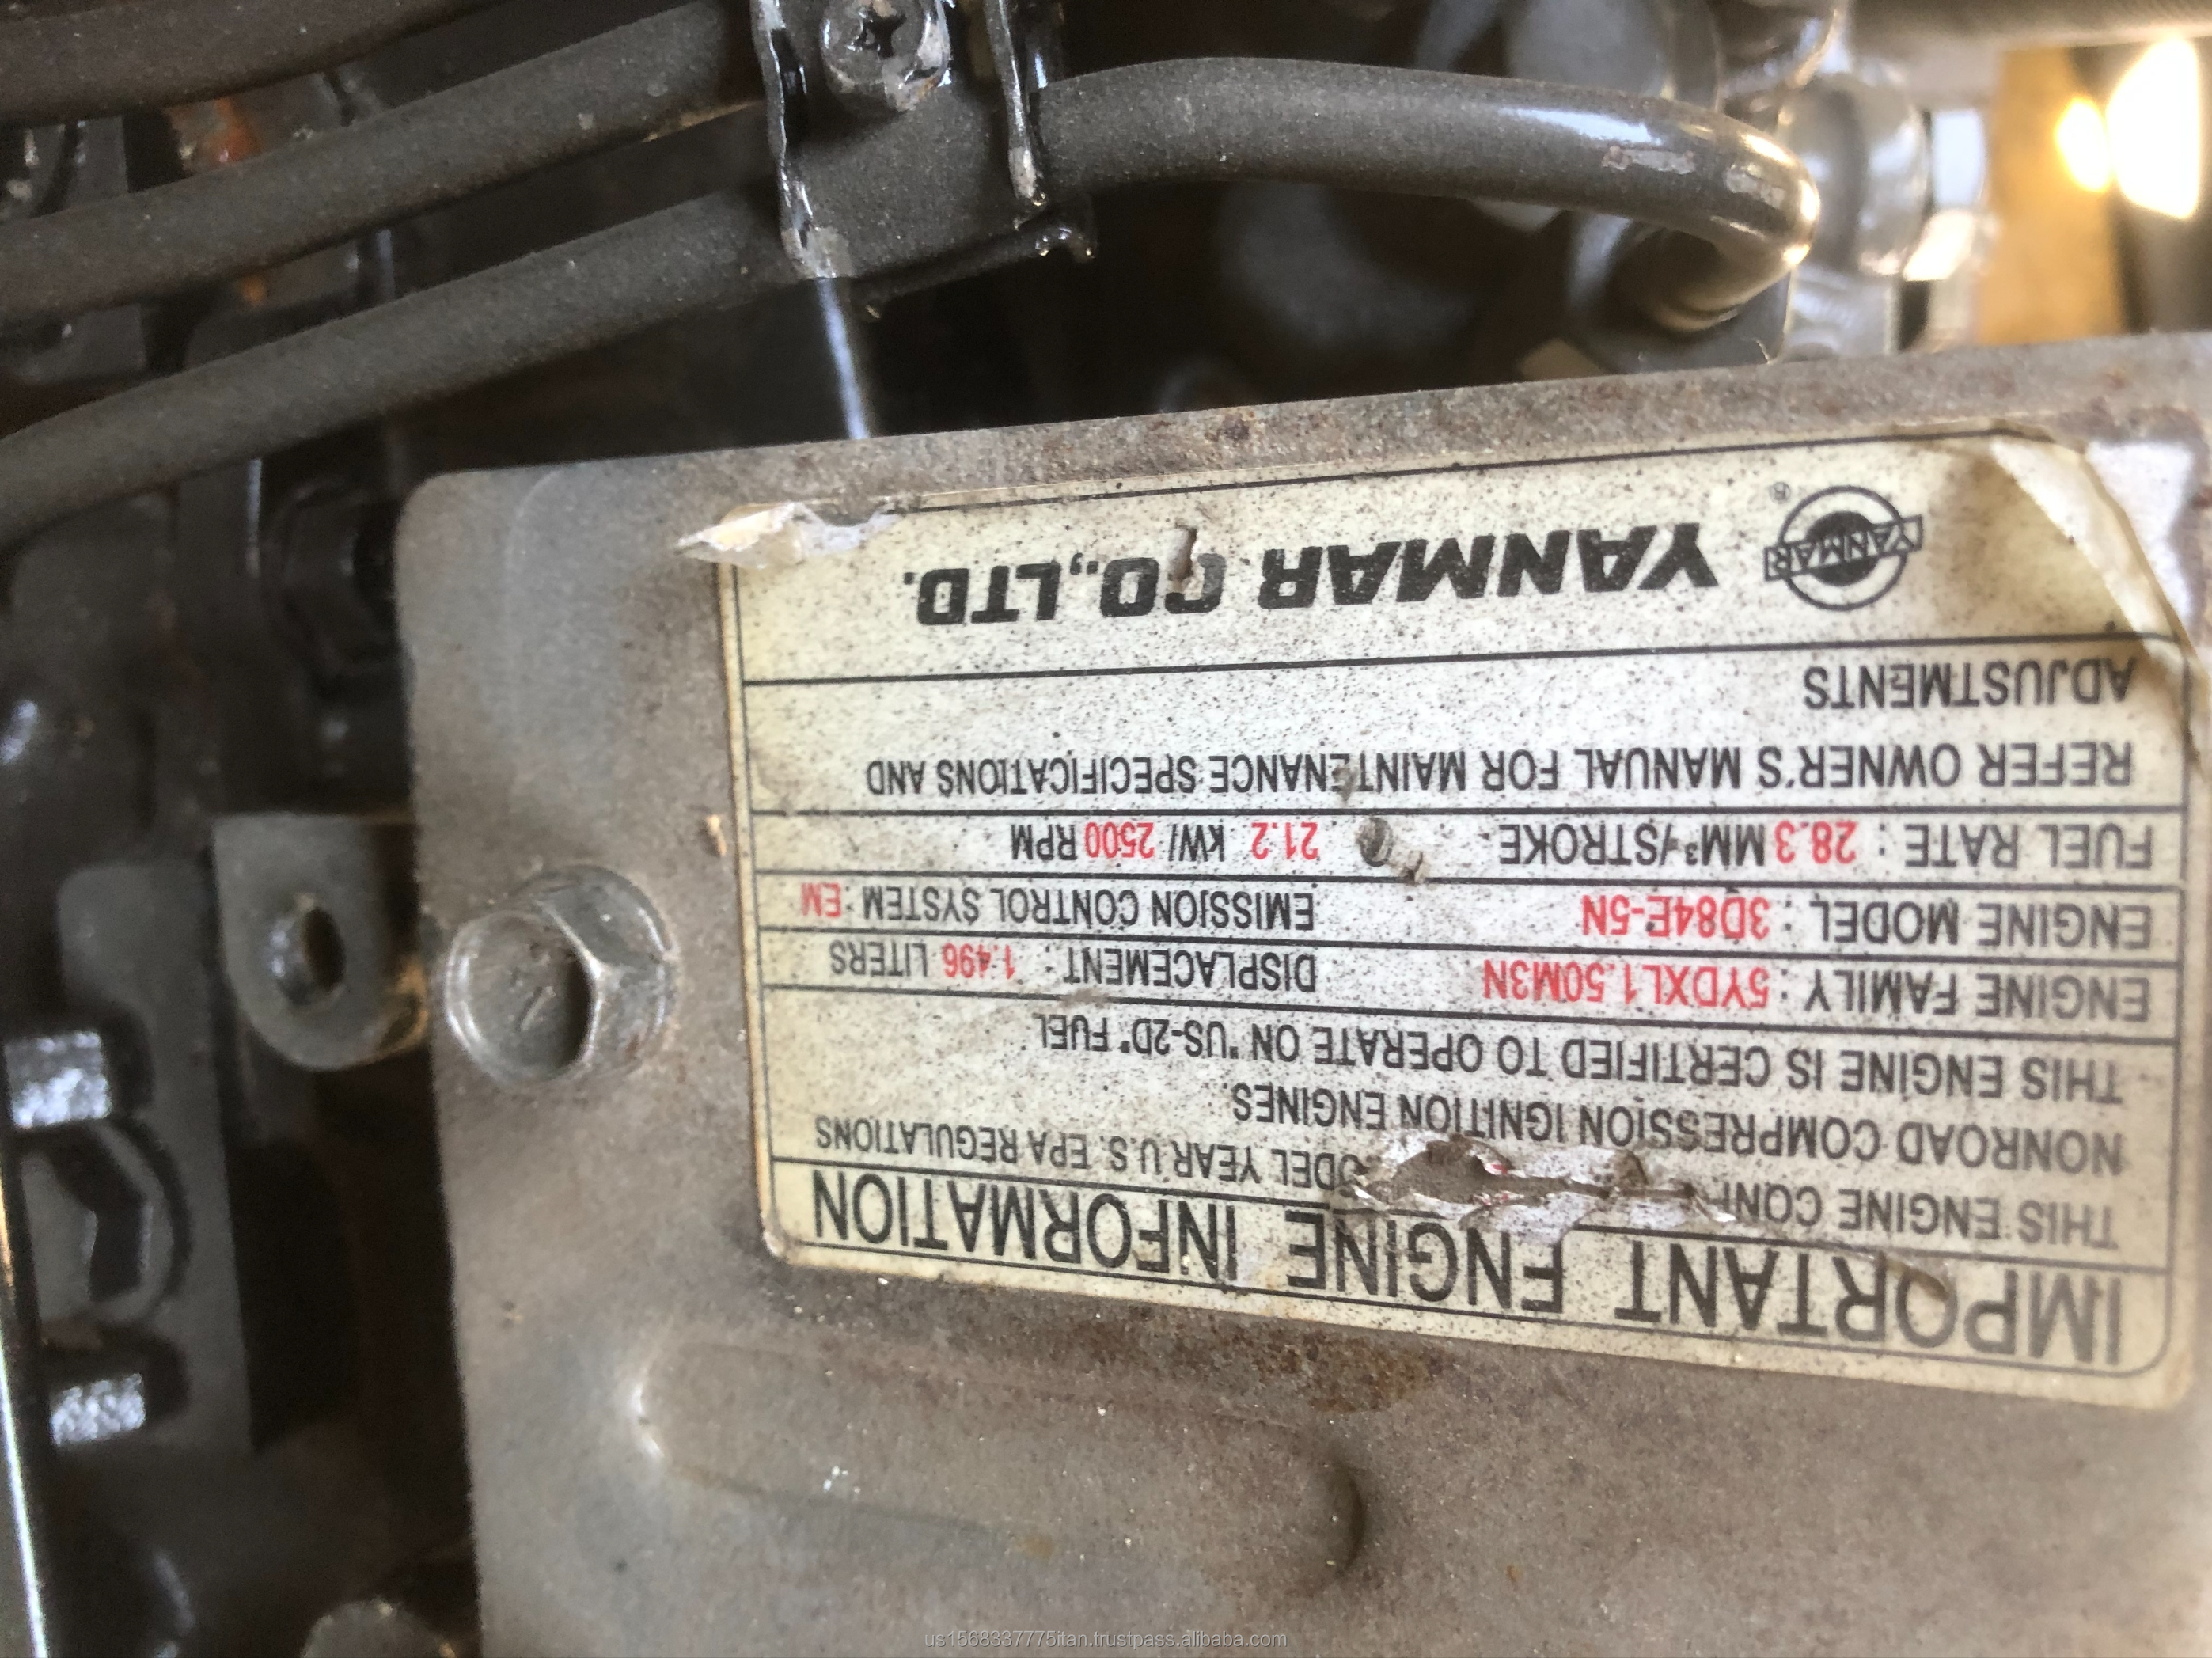 IMPORTANT ENGINE INFORMATION
THIS ENGINE CONF ODEL YEAR U.S. EPA REGULATIONS
NONROAD COMPRESSION IGNITION ENGINES.
THIS ENGINE IS CERTIFIED TO OPERATE ON "US-2D" FUEL
ENGINE FAMILY : 5YDXL1.50M3N DISPLACEMENT : 1.496 LITERS
ENGINE MODEL : 3D84E-5N EMISSION CONTROL SYSTEM : EM
FUEL RATE : 28.3 MM³/STROKE 21.2 KW/ 2500 RPM
REFER OWNER'S MANUAL FOR MAINTENANCE SPECIFICATIONS AND
ADJUSTMENTS
YANMAR ® YANMAR CO.,LTD.
us1568337775itan.trustpass.alibaba.com